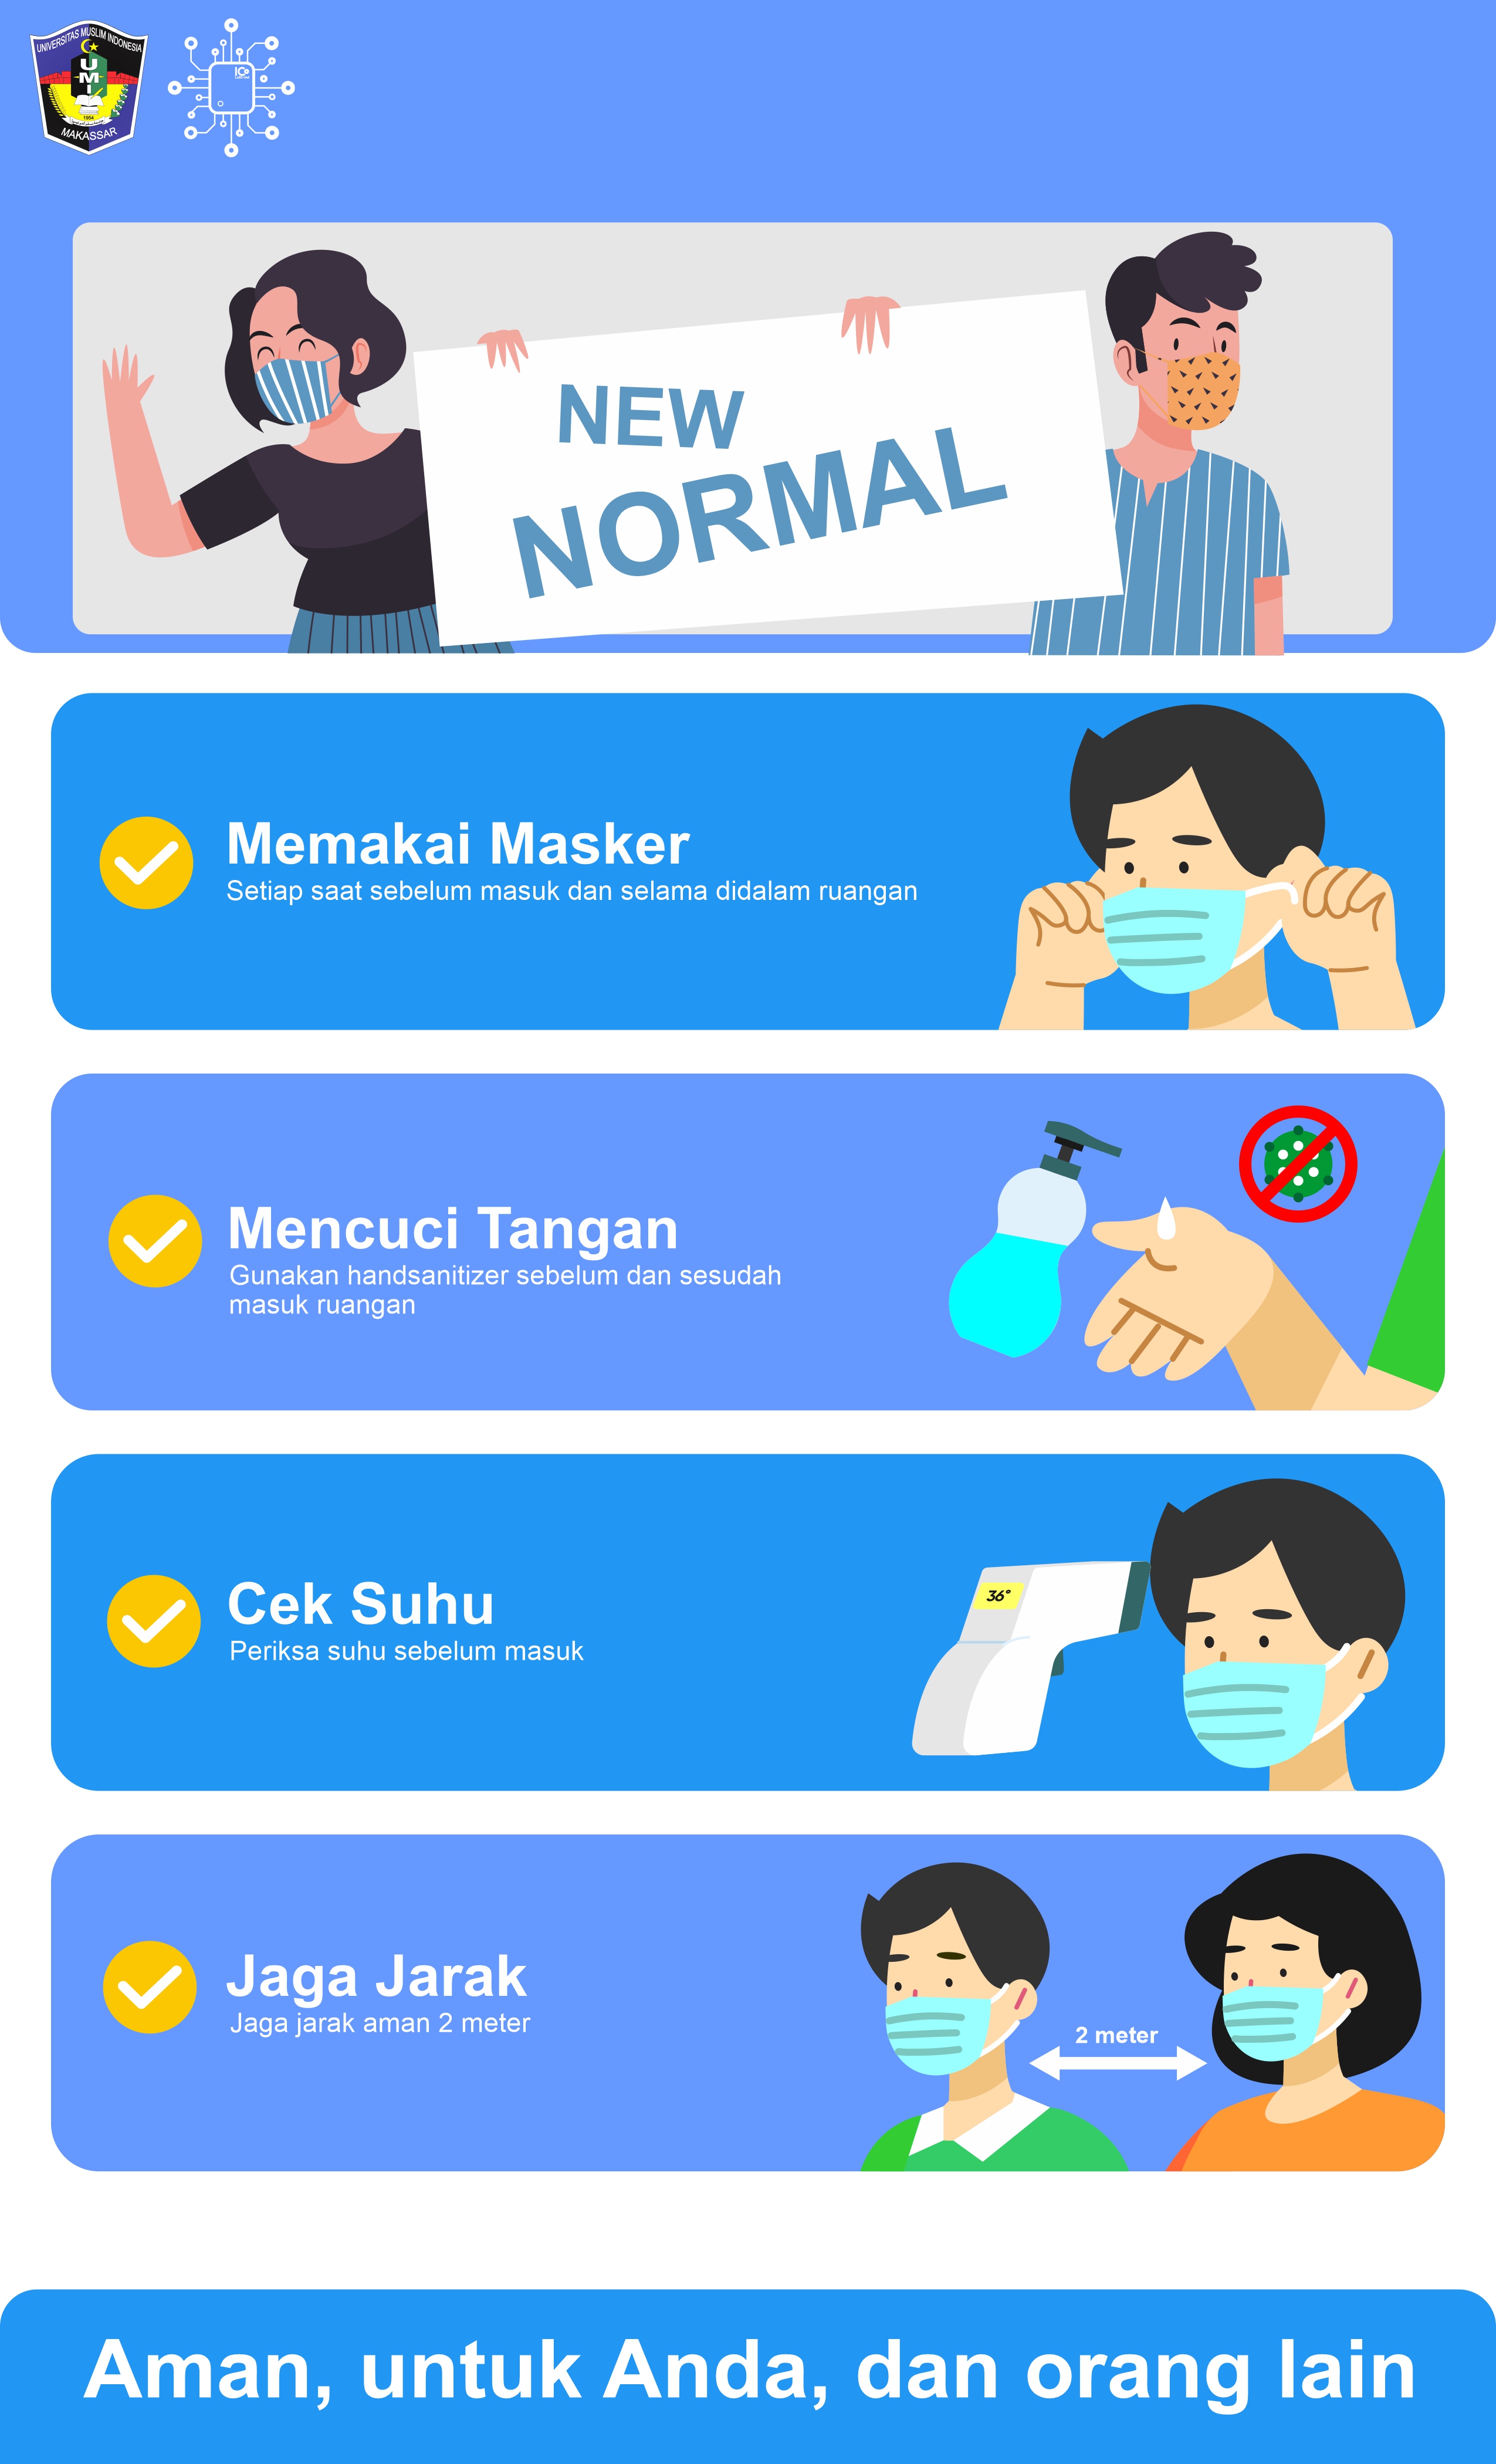 UNIVERSITAS MUSLIM INDONESIA
UMI
1954
MAKASSAR
NEW
NORMAL
Memakai Masker
Setiap saat sebelum masuk dan selama didalam ruangan
Mencuci Tangan
Gunakan handsanitizer sebelum dan sesudah
masuk ruangan
Cek Suhu
Periksa suhu sebelum masuk
36°
Jaga Jarak
Jaga jarak aman 2 meter
2 meter
Aman, untuk Anda, dan orang lain